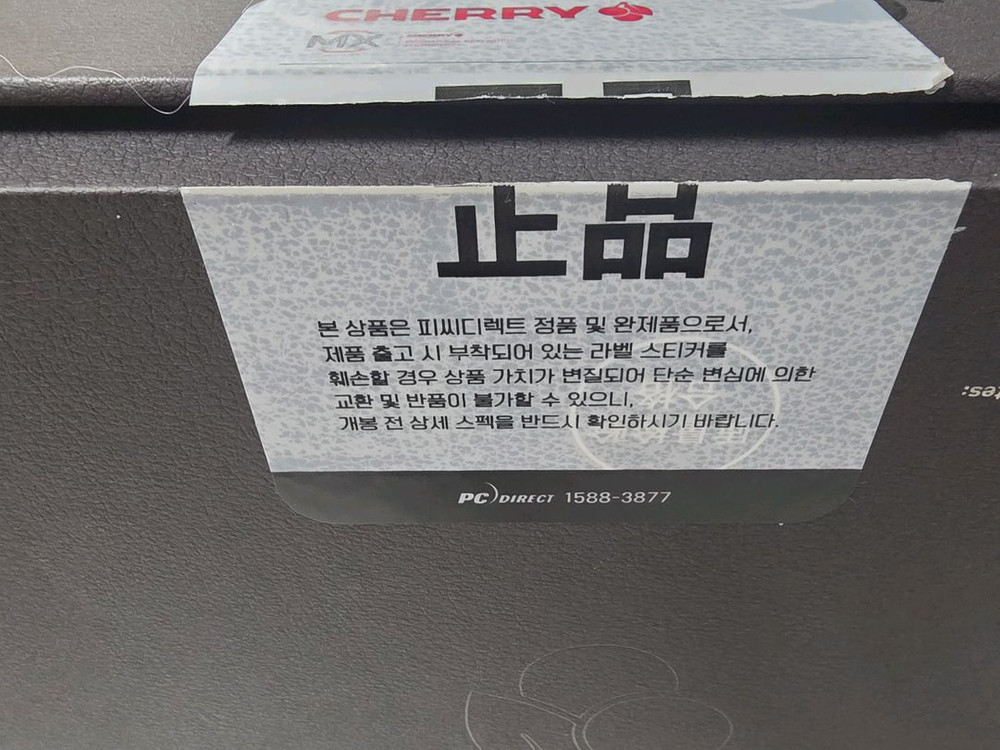 CHERRY
MX
正品
본 상품은 피씨디렉트 정품 및 완제품으로서,
제품 출고 시 부착되어 있는 라벨 스티커를
훼손할 경우 상품 가치가 변질되어 단순 변심에 의한
교환 및 반품이 불가할 수 있으니,
개봉 전 상세 스펙을 반드시 확인하시기 바랍니다.
PC DIRECT 1588-3877